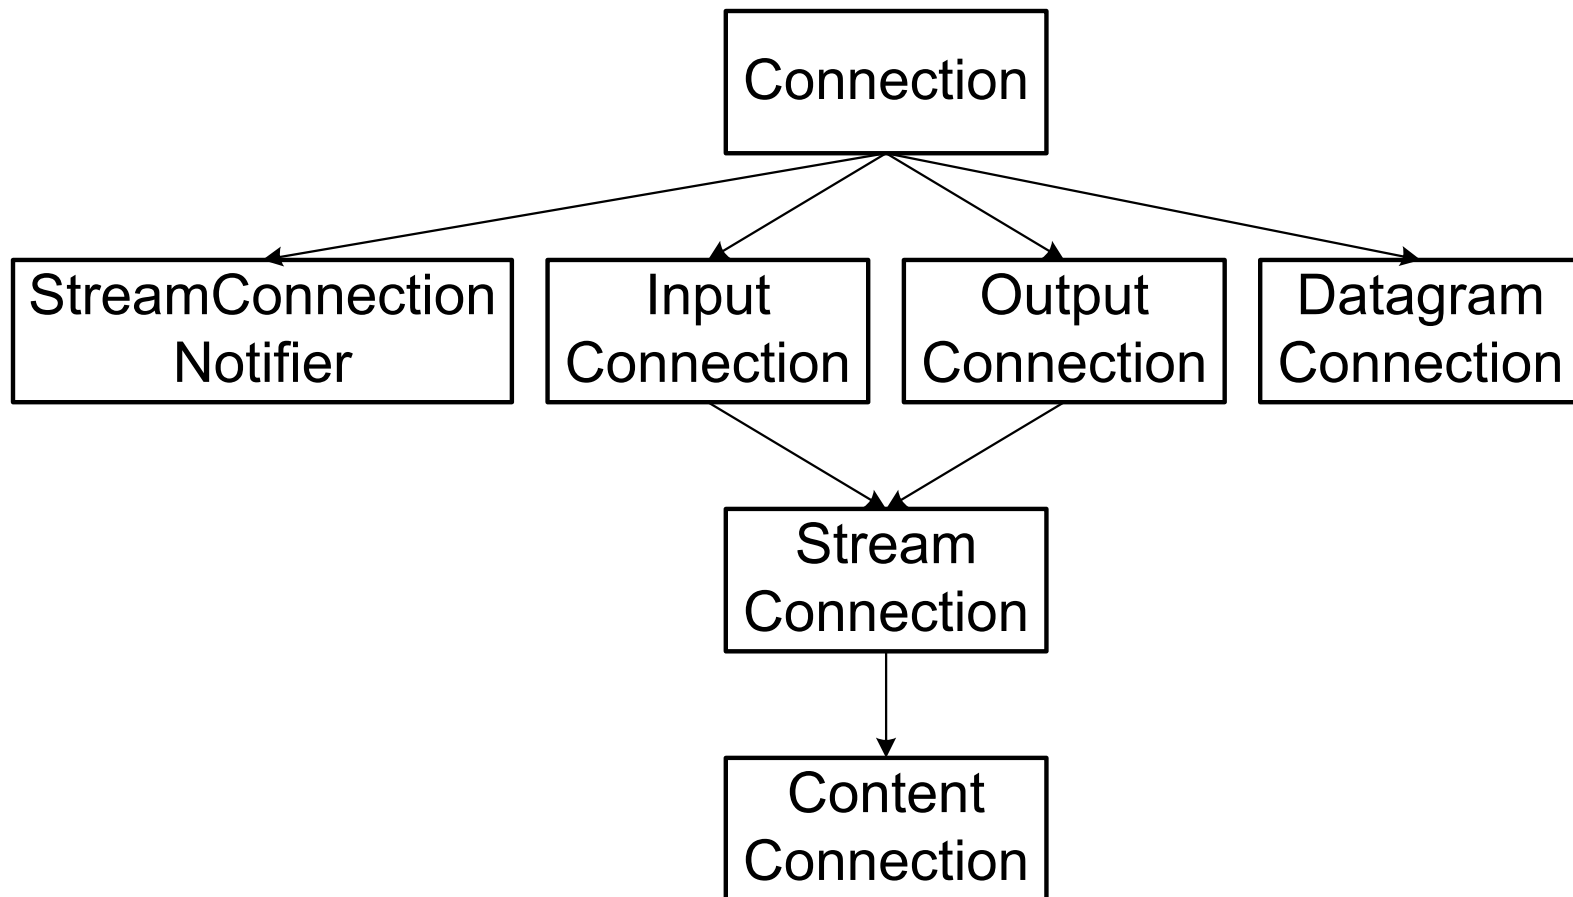 Connection
StreamConnection
Notifier
Input
Connection
Output
Connection
Datagram
Connection
Stream
Connection
Content
Connection